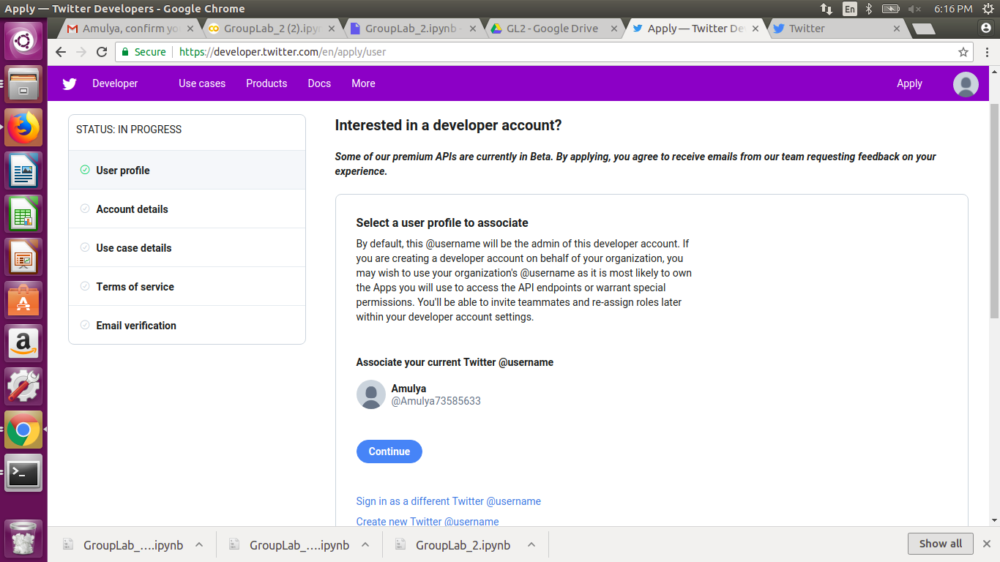 Apply — Twitter Developers - Google Chrome
En
6:16 PM
Amulya, confirm yo
GroupLab_2 (2).ipyn
GroupLab_2.ipynb -
GL2 - Google Drive
Apply — Twitter De
Twitter
Secure
https://developer.twitter.com/en/apply/user
Developer
Use cases
Products
Docs
More
Apply
STATUS: IN PROGRESS
User profile
Account details
Use case details
Terms of service
Email verification
Interested in a developer account?
Some of our premium APIs are currently in Beta. By applying, you agree to receive emails from our team requesting feedback on your
experience.
Select a user profile to associate
By default, this @username will be the admin of this developer account. If
you are creating a developer account on behalf of your organization, you
may wish to use your organization's @username as it is most likely to own
the Apps you will use to access the API endpoints or warrant special
permissions. You'll be able to invite teammates and re-assign roles later
within your developer account settings.
Associate your current Twitter @username
Amulya
@Amulya73585633
Continue
Sign in as a different Twitter @username
Create new Twitter @username
GroupLab_....ipynb
GroupLab_....ipynb
GroupLab_2.ipynb
Show all